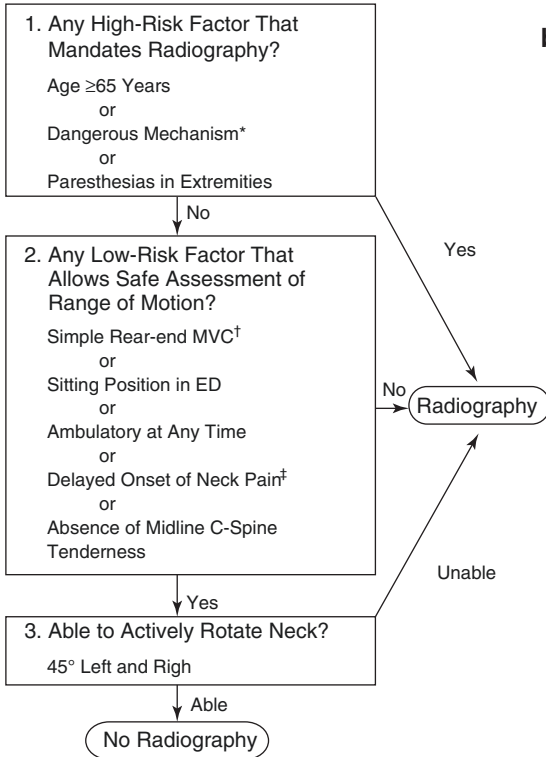 1. Any High-Risk Factor That
Mandates Radiography?
Age ≥65 Years
or
Dangerous Mechanism*
or
Paresthasias in Extremities
No
Yes
2. Any Low-Risk Factor That
Allows Safe Assessment of
Range of Motion?
Simple Rear-end MVC†
or
Sitting Position in ED
or
Ambulatory at Any Time
or
Delayed Onset of Neck Pain‡
or
Absence of Midline C-Spine
Tenderness
No
Radiography
Yes
Unable
3. Able to Actively Rotate Neck?
45° Left and Righ
Able
No Radiography